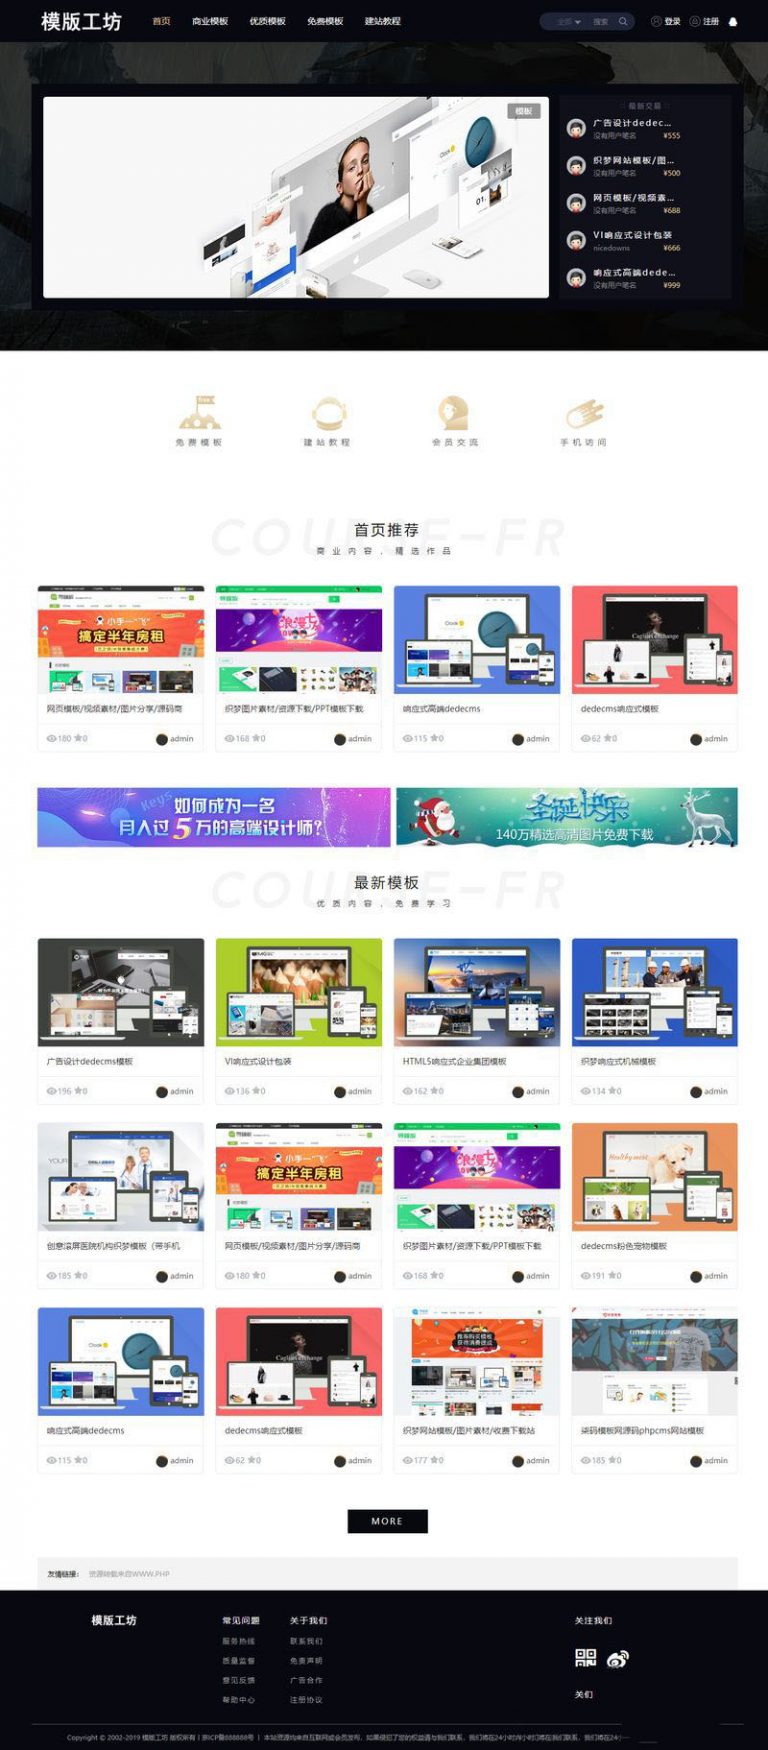 模版工坊
首页 商业模板 优质模板 免费模板 建站教程
全部 搜索 登录 注册
模板
最新交易
广告设计dedec...
没有用户笔名 ¥555
织梦网站模板/图...
没有用户笔名 ¥500
网页模板/视频素...
没有用户笔名 ¥688
VI响应式设计包装
nicedowns ¥666
响应式高端dede...
没有用户笔名 ¥999
免费模板 建站教程 会员交流 手机访问
COURSE-FR
首页推荐
商业内容，精选作品
小手一“飞”
搞定半年房租
网页模板/视频素材/图片分享/源码商
180 0 admin
织梦图片素材/资源下载/PPT模板下载
168 0 admin
Clock
响应式高端dedecms
115 0 admin
dedecms响应式模板
62 0 admin
Keys
如何成为一名
月入过5万的高端设计师？
圣诞快乐
140万精选高清图片免费下载
COURSE-FR
最新模板
优质内容，免费学习
广告设计dedecms模板
196 0 admin
VI响应式设计包装
136 0 admin
HTML5响应式企业集团模板
162 0 admin
织梦响应式机械模板
134 0 admin
YOUR
创意滚屏医院机构织梦模板（带手机
185 0 admin
小手一“飞”
搞定半年房租
网页模板/视频素材/图片分享/源码商
180 0 admin
织梦图片素材/资源下载/PPT模板下载
168 0 admin
dedecms粉色宠物模板
191 0 admin
Clock
响应式高端dedecms
115 0 admin
dedecms响应式模板
62 0 admin
织梦网站模板/图片素材/收费下载站
177 0 admin
柒码模板网源码phpcms网站模板
185 0 admin
MORE
友情链接： 资源转载来自WWW.PHP
模版工坊
常见问题 关于我们 关注我们
服务热线 联系我们
质量监督 免责声明
意见反馈 广告合作
帮助中心 注册协议
关们
Copyright © 2002-2019 模版工坊 版权所有 | 京ICP备888888号 | 本站资源均来自互联网或会员发布，如果侵犯了您的权益请与我们联系，我们将在24小时内